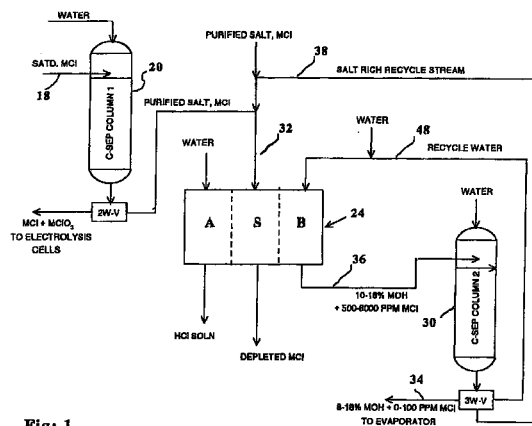 WATER
PURIFIED SALT, MCl
38
SATD. MCl
20
SALT RICH RECYCLE STREAM
18
C-SEP COLUMN 1
PURIFIED SALT, MCl
48
32
WATER
RECYCLE WATER
2W-V
WATER
A
S
B
24
MCl + MClO3
TO ELECTROLYSIS
CELLS
36
10-18% MOH
+ 500-6000 PPM MCl
C-SEP COLUMN 2
30
HCl SOLN
DEPLETED MCl
34
3W-V
8-18% MOH + 0-100 PPM MCl
TO EVAPORATOR
Fig: 1